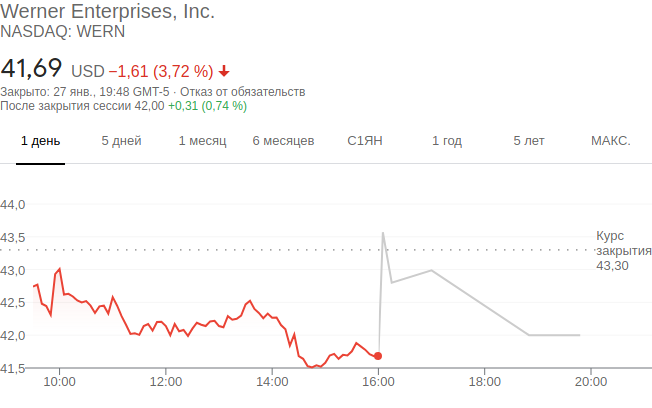 Werner Enterprises, Inc.
NASDAQ: WERN
41,69 USD −1,61 (3,72 %)
Закрыто: 27 янв., 19:48 GMT-5 · Отказ от обязательств
После закрытия сессии 42,00 +0,31 (0,74 %)
1 день 5 дней 1 месяц 6 месяцев С1ЯН 1 год 5 лет МАКС.
44,0
43,5
Курс
закрытия
43,30
43,0
42,5
42,0
41,5
10:00 12:00 14:00 16:00 18:00 20:00